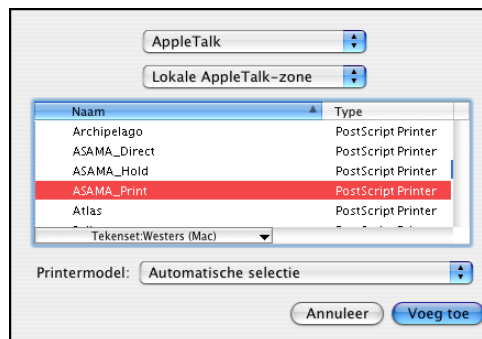 AppleTalk
Lokale AppleTalk-zone
Naam Type
Archipelago PostScript Printer
ASAMA_Direct PostScript Printer
ASAMA_Hold PostScript Printer
ASAMA_Print PostScript Printer
Atlas PostScript Printer
Tekenset:Westers (Mac)
Printermodel: Automatische selectie
Annuleer Voeg toe